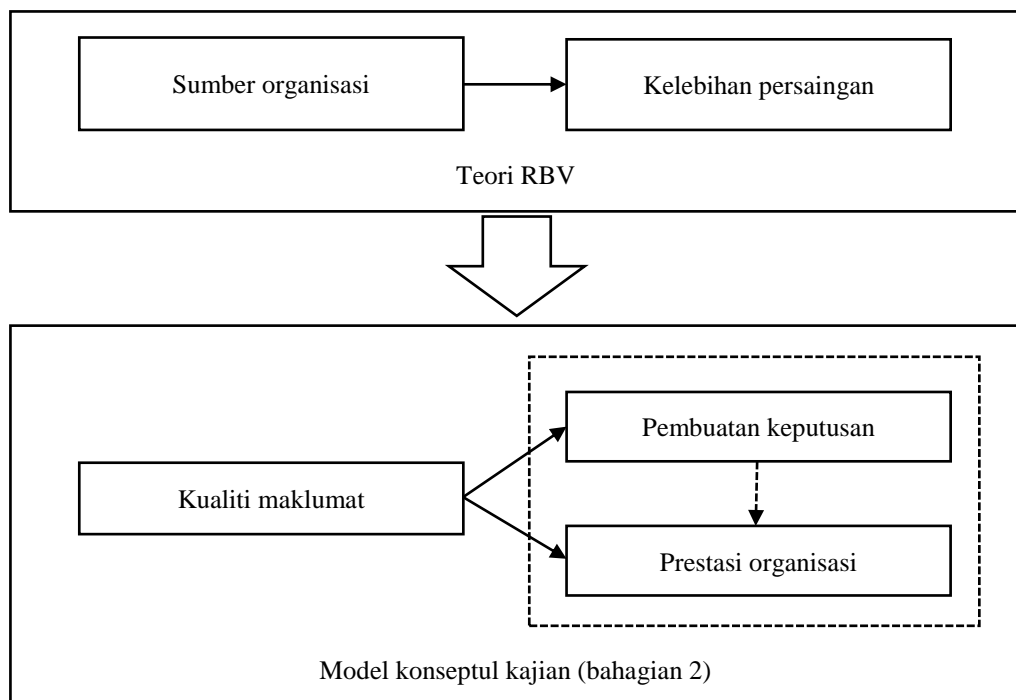 Sumber organisasi
Kelebihan persaingan
Teori RBV
Pembuatan keputusan
Kualiti maklumat
Prestasi organisasi
Model konseptul kajian (bahagian 2)